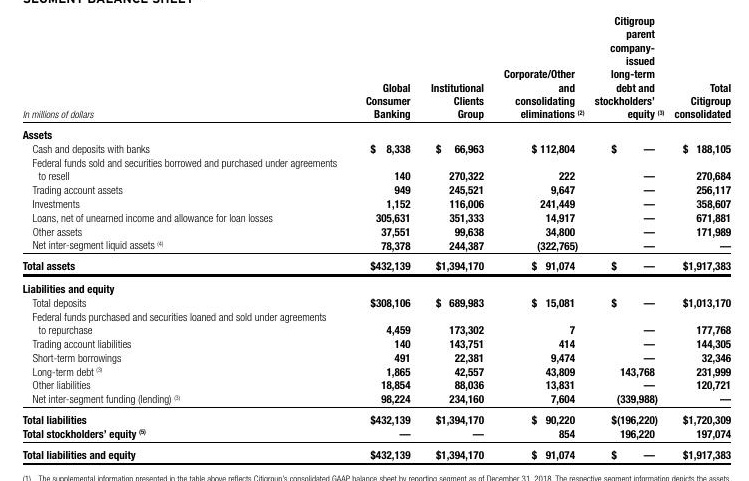 SEGMENT BALANCE SHEET
Citigroup
parent
company-
issued
Corporate/Other long-term
Global Institutional and debt and Total
Consumer Clients consolidating stockholders' Citigroup
In millions of dollars Banking Group eliminations (2) equity (3) consolidated
Assets
Cash and deposits with banks $ 8,338 $ 66,963 $ 112,804 $ — $ 188,105
Federal funds sold and securities borrowed and purchased under agreements
to resell 140 270,322 222 — 270,684
Trading account assets 949 245,521 9,647 — 256,117
Investments 1,152 116,006 241,449 — 358,607
Loans, net of unearned income and allowance for loan losses 305,631 351,333 14,917 — 671,881
Other assets 37,551 99,638 34,800 — 171,989
Net inter-segment liquid assets (4) 78,378 244,387 (322,765) — —
Total assets $432,139 $1,394,170 $ 91,074 $ — $1,917,383
Liabilities and equity
Total deposits $308,106 $ 689,983 $ 15,081 $ — $1,013,170
Federal funds purchased and securities loaned and sold under agreements
to repurchase 4,459 173,302 7 — 177,768
Trading account liabilities 140 143,751 414 — 144,305
Short-term borrowings 491 22,381 9,474 — 32,346
Long-term debt (3) 1,865 42,557 43,809 143,768 231,999
Other liabilities 18,854 88,036 13,831 — 120,721
Net inter-segment funding (lending) (3) 98,224 234,160 7,604 (339,988) —
Total liabilities $432,139 $1,394,170 $ 90,220 $(196,220) $1,720,309
Total stockholders' equity (5) — — 854 196,220 197,074
Total liabilities and equity $432,139 $1,394,170 $ 91,074 $ — $1,917,383
(1) The supplemental information presented in the table above reflects Citigroup's consolidated GAAP balance sheet by reporting segment as of December 31, 2018. The respective segment information depicts the assets